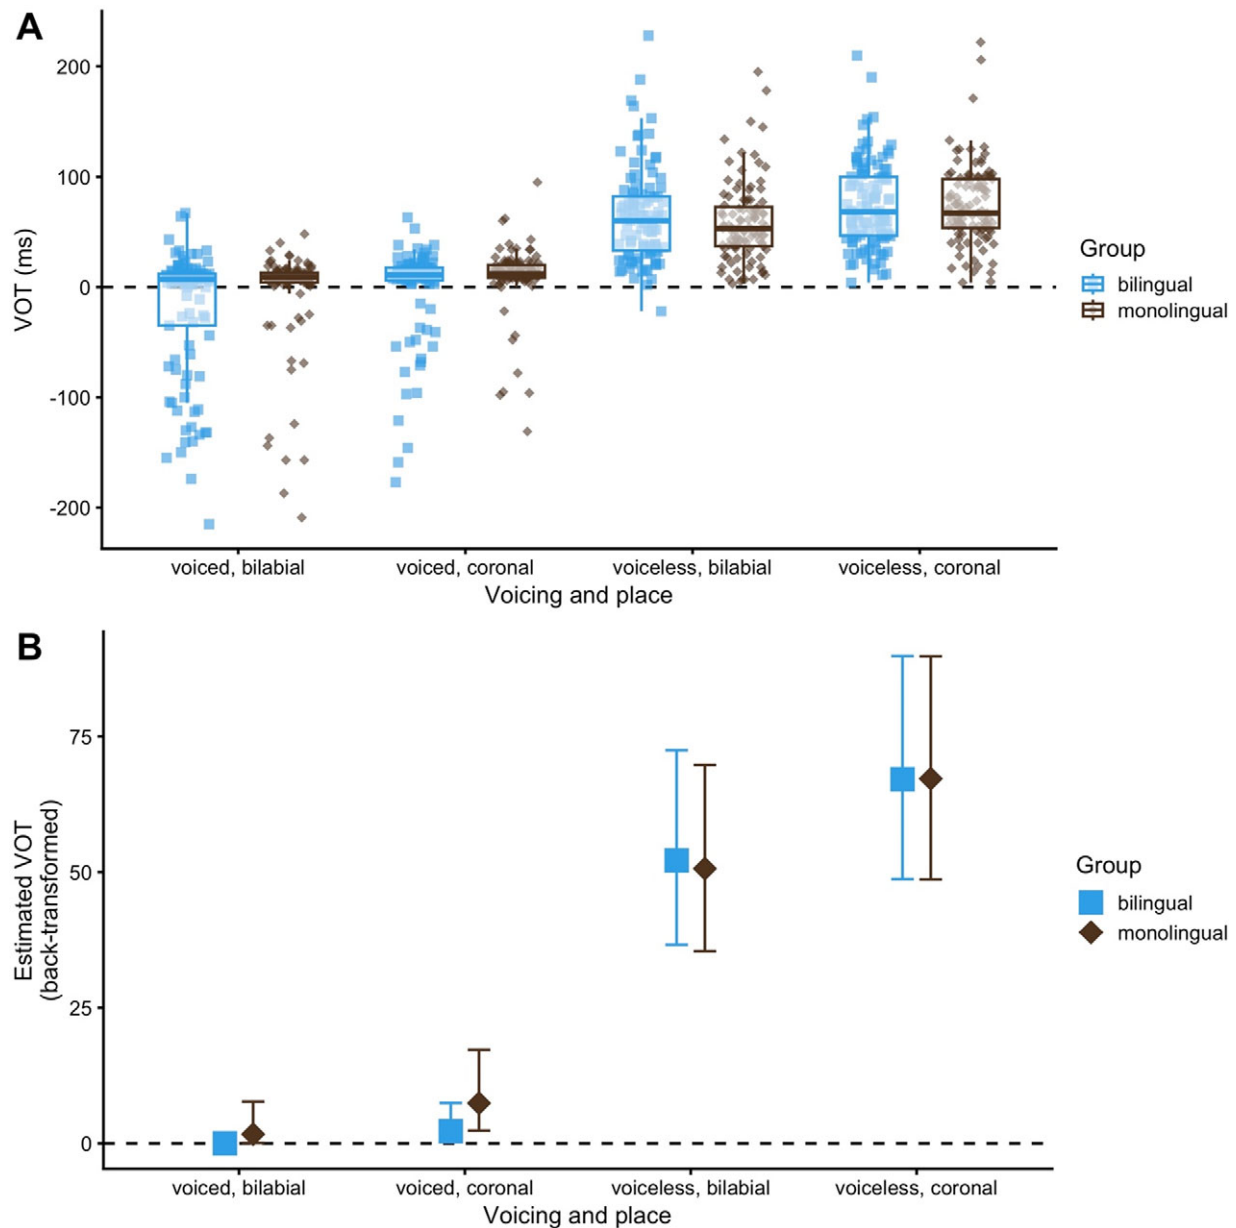 A
VOT (ms)
200
100
0
-100
-200
voiced, bilabial
voiced, coronal
voiceless, bilabial
voiceless, coronal
Voicing and place
Group
bilingual
monolingual
B
Estimated VOT
(back-transformed)
75
50
25
0
voiced, bilabial
voiced, coronal
voiceless, bilabial
voiceless, coronal
Voicing and place
Group
bilingual
monolingual